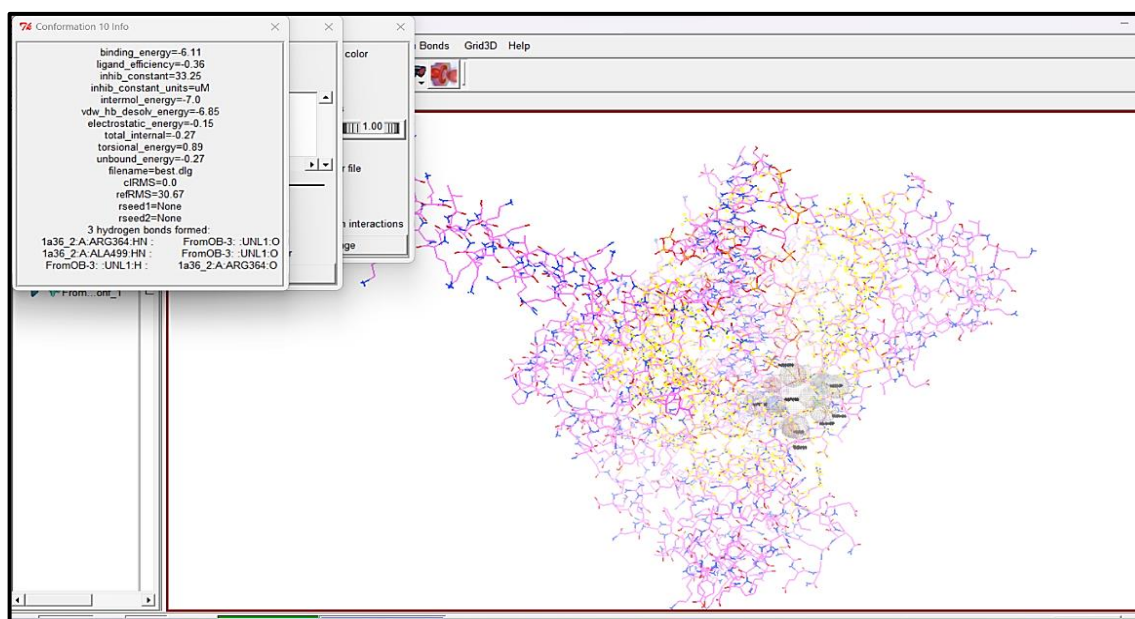 Conformation 10 Info
binding_energy=-6.11
ligand_efficiency=-0.36
inhib_constant=33.25
inhib_constant_units=uM
intermol_energy=-7.0
vdw_hb_desolv_energy=-6.85
electrostatic_energy=-0.15
total_internal=-0.27
torsional_energy=0.89
unbound_energy=-0.27
filename=best.dlg
clRMS=0.0
refRMS=30.67
rseed1=None
rseed2=None
3 hydrogen bonds formed:
1a36_2:A:ARG364:HN : FromOB-3: :UNL1:O
1a36_2:A:ALA499:HN : FromOB-3: :UNL1:O
FromOB-3: :UNL1:H : 1a36_2:A:ARG364:O
color
Bonds Grid3D Help
1.00
r file
n interactions
nge
From...onf_1